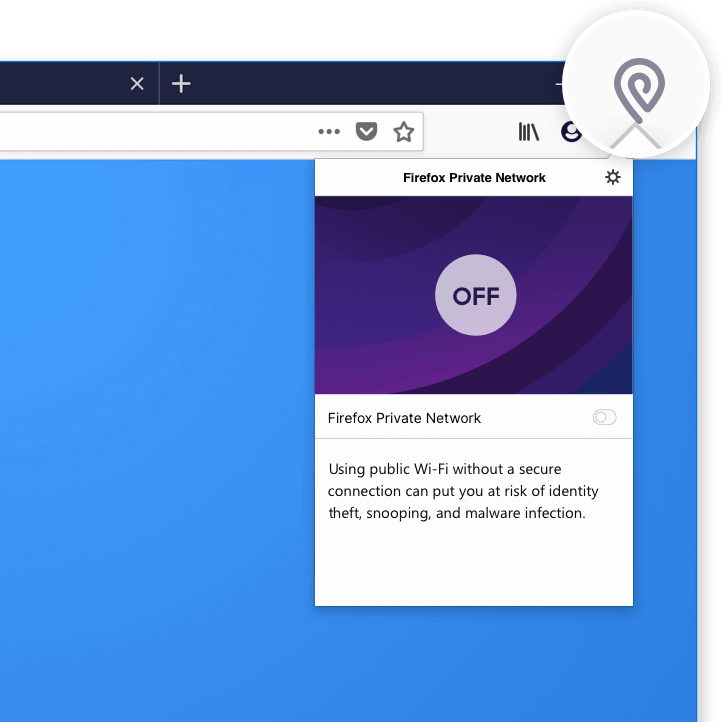 Firefox Private Network
OFF
Firefox Private Network
Using public Wi-Fi without a secure
connection can put you at risk of identity
theft, snooping, and malware infection.